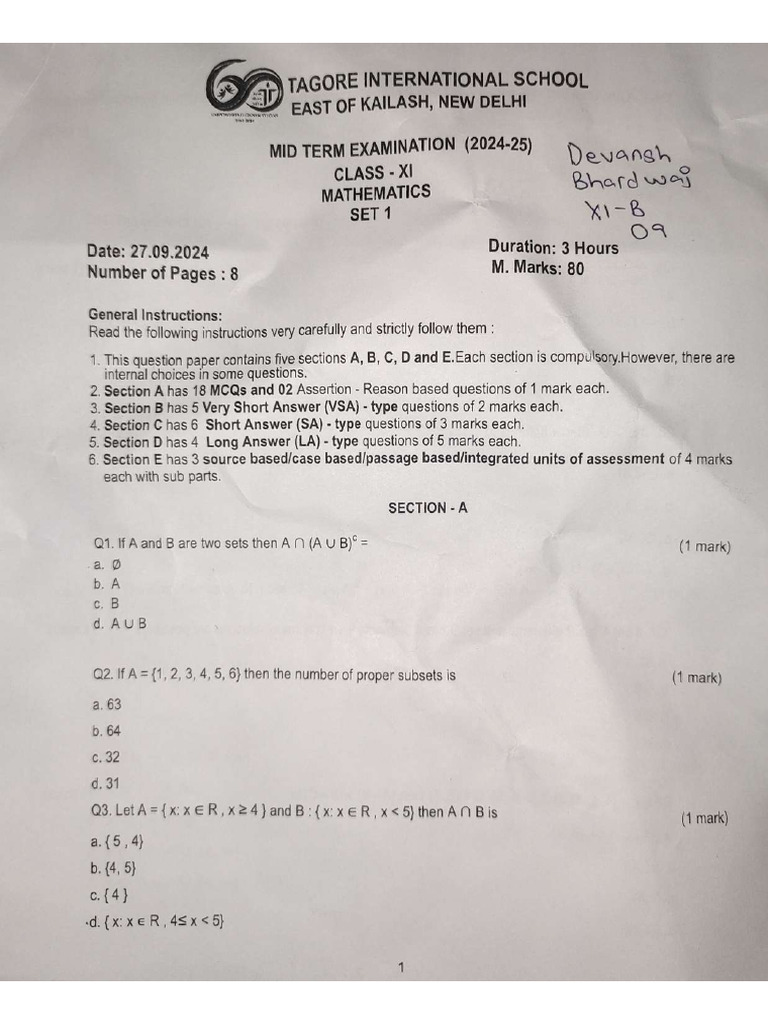 TAGORE INTERNATIONAL SCHOOL
EAST OF KAILASH, NEW DELHI
MID TERM EXAMINATION (2024-25)
CLASS - XI
MATHEMATICS
SET 1
Devansh
Bhardwaj
XI-B
09
Date: 27.09.2024
Duration: 3 Hours
Number of Pages : 8
M. Marks: 80
General Instructions:
Read the following instructions very carefully and strictly follow them :
1. This question paper contains five sections A, B, C, D and E.Each section is compulsory.However, there are
internal choices in some questions.
2. Section A has 18 MCQs and 02 Assertion - Reason based questions of 1 mark each.
3. Section B has 5 Very Short Answer (VSA) - type questions of 2 marks each.
4. Section C has 6 Short Answer (SA) - type questions of 3 marks each.
5. Section D has 4 Long Answer (LA) - type questions of 5 marks each.
6. Section E has 3 source based/case based/passage based/integrated units of assessment of 4 marks
each with sub parts.
SECTION - A
Q1. If A and B are two sets then A ∩ (A ∪ B)ᶜ = (1 mark)
a. Ø
b. A
c. B
d. A ∪ B
Q2. If A = {1, 2, 3, 4, 5, 6} then the number of proper subsets is (1 mark)
a. 63
b. 64
c. 32
d. 31
Q3. Let A = { x: x ∈ R , x ≥ 4 } and B : { x: x ∈ R , x < 5} then A ∩ B is (1 mark)
a. { 5 , 4}
b. {4, 5}
c. { 4 }
d. { x: x ∈ R , 4≤ x < 5}
1